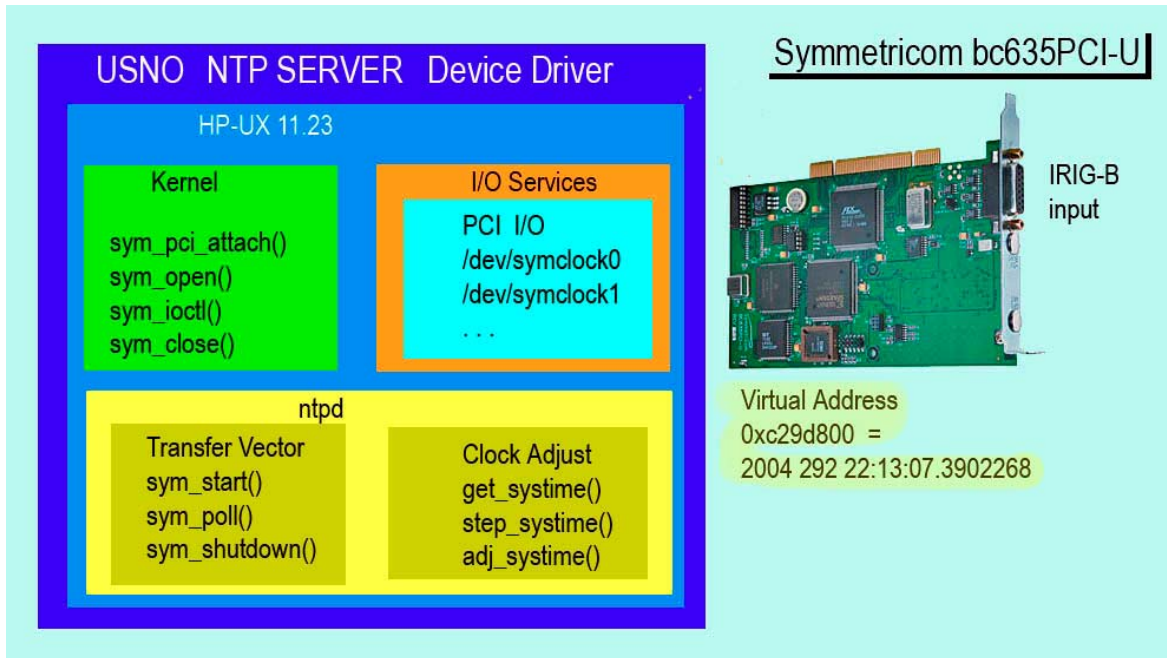 USNO NTP SERVER Device Driver
HP-UX 11.23
Kernel
sym_pci_attach()
sym_open()
sym_ioctl()
sym_close()
I/O Services
PCI I/O
/dev/symclock0
/dev/symclock1
. . .
ntpd
Transfer Vector
sym_start()
sym_poll()
sym_shutdown()
Clock Adjust
get_systime()
step_systime()
adj_systime()
Symmetricom bc635PCI-U
IRIG-B
input
Virtual Address
0xc29d800 =
2004 292 22:13:07.3902268